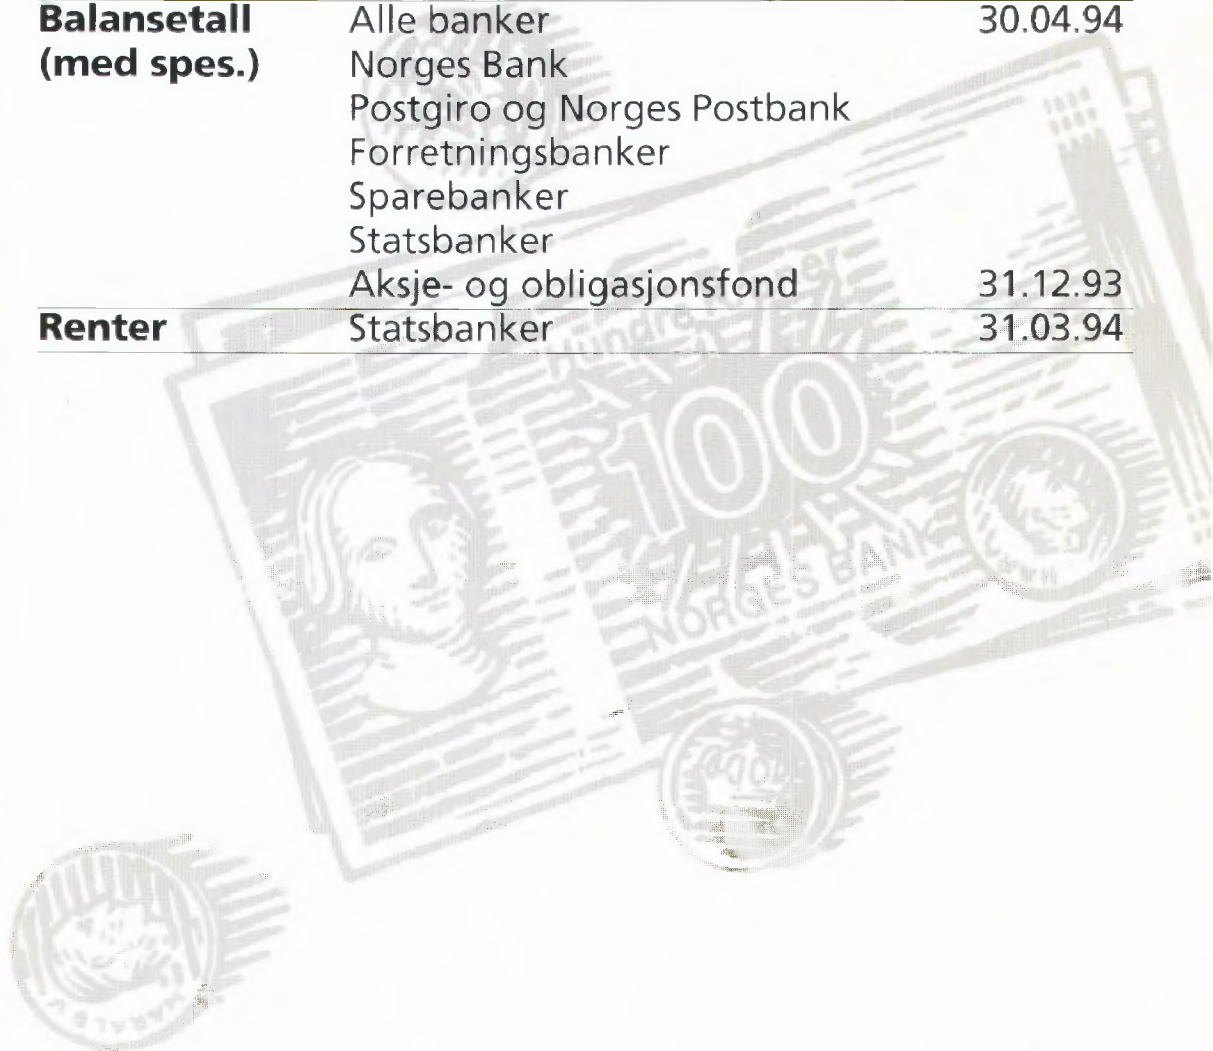 Balansetall Alle banker 30.04.94
(med spes.) Norges Bank
Postgiro og Norges Postbank
Forretningsbanker
Sparebanker
Statsbanker
Aksje- og obligasjonsfond 31.12.93
Renter Statsbanker 31.03.94
100
NORGES BANK
HARALD V